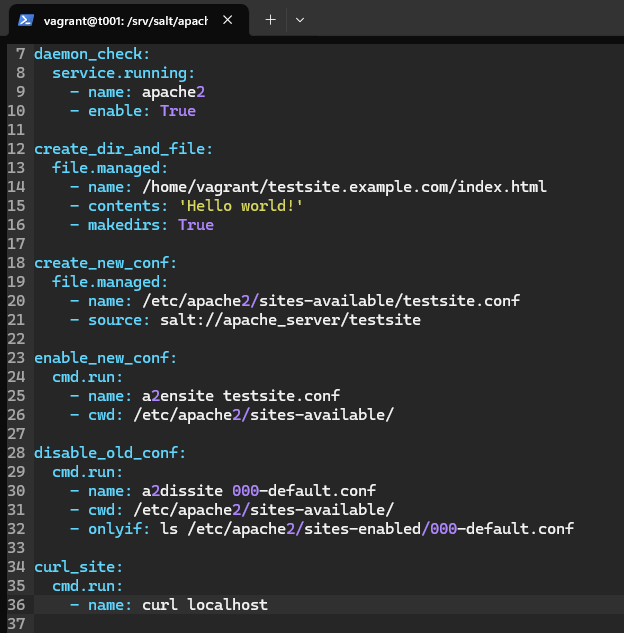 vagrant@t001: /srv/salt/apach
7 daemon_check:
8   service.running:
9     - name: apache2
10     - enable: True
11
12 create_dir_and_file:
13   file.managed:
14     - name: /home/vagrant/testsite.example.com/index.html
15     - contents: 'Hello world!'
16     - makedirs: True
17
18 create_new_conf:
19   file.managed:
20     - name: /etc/apache2/sites-available/testsite.conf
21     - source: salt://apache_server/testsite
22
23 enable_new_conf:
24   cmd.run:
25     - name: a2ensite testsite.conf
26     - cwd: /etc/apache2/sites-available/
27
28 disable_old_conf:
29   cmd.run:
30     - name: a2dissite 000-default.conf
31     - cwd: /etc/apache2/sites-available/
32     - onlyif: ls /etc/apache2/sites-enabled/000-default.conf
33
34 curl_site:
35   cmd.run:
36     - name: curl localhost
37